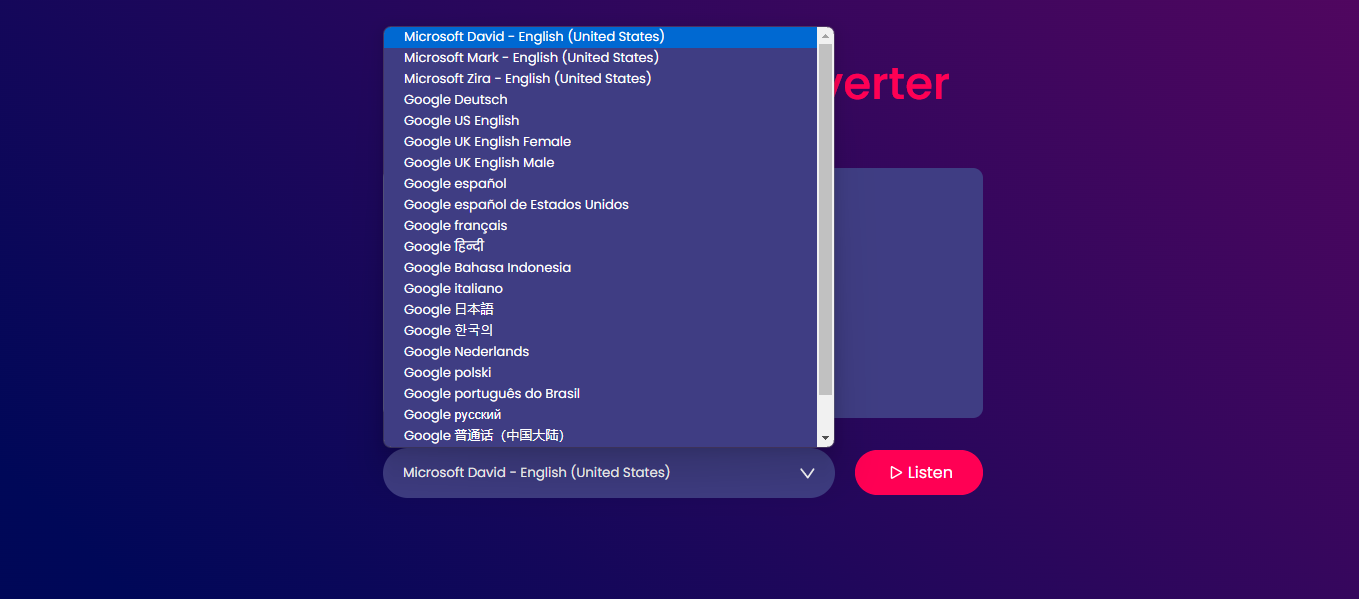 Microsoft David - English (United States)
Microsoft Mark - English (United States)
Microsoft Zira - English (United States)
verter
Google Deutsch
Google US English
Google UK English Female
Google UK English Male
Google español
Google español de Estados Unidos
Google français
Google हिन्दी
Google Bahasa Indonesia
Google italiano
Google 日本語
Google 한국의
Google Nederlands
Google polski
Google português do Brasil
Google русский
Google 普通话（中国大陆）
Microsoft David - English (United States)
Listen